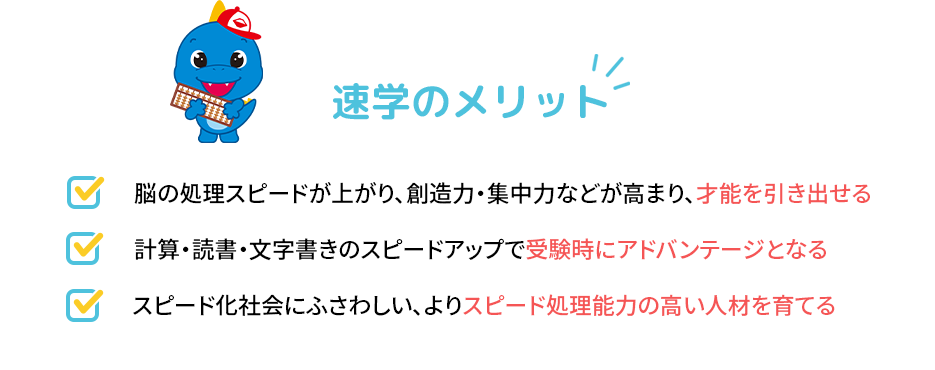 速学のメリット
脳の処理スピードが上がり、創造力・集中力などが高まり、才能を引き出せる
計算・読書・文字書きのスピードアップで受験時にアドバンテージとなる
スピード化社会にふさわしい、よりスピード処理能力の高い人材を育てる